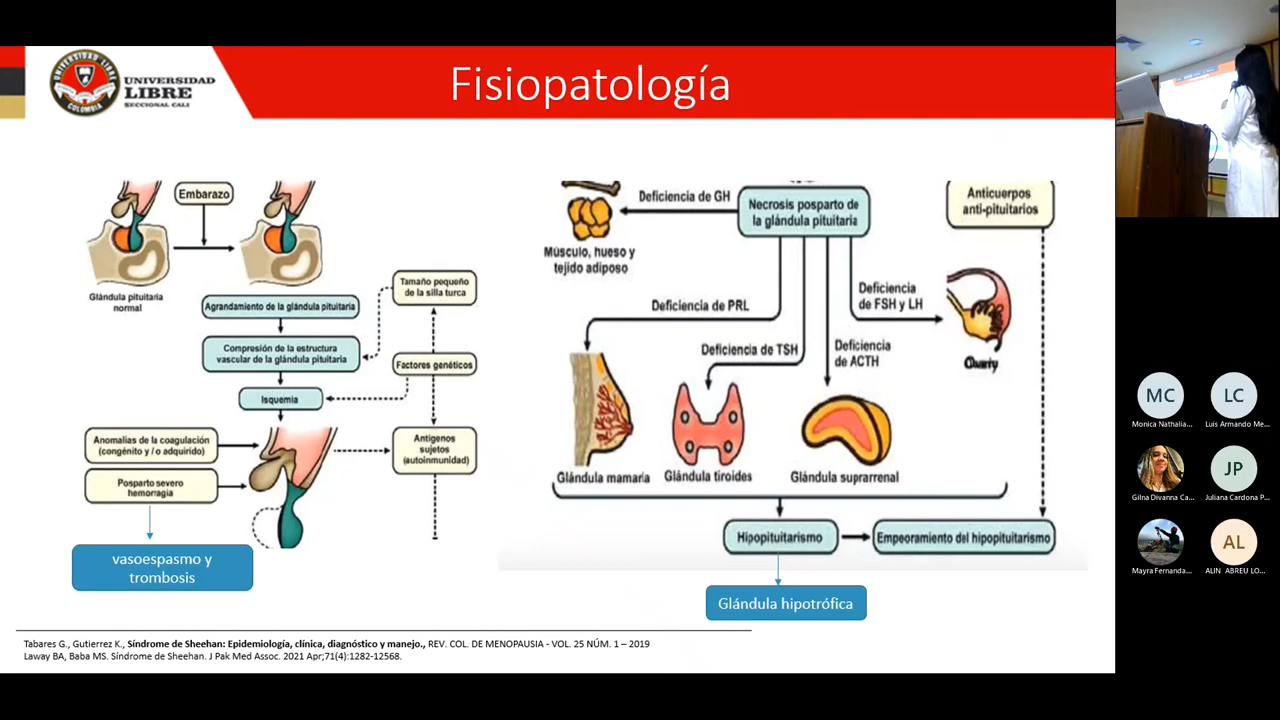 UNIVERSIDAD LIBRE
COLOMBIA
UNIVERSIDAD
LIBRE
SECCIONAL CALI
Fisiopatología
Embarazo
Glándula pituitaria
normal
Agrandamiento de la glándula pituitaria
Compresión de la estructura
vascular de la glándula pituitaria
Isquemia
Tamaño pequeño
de la silla turca
Factores genéticos
Antígenos
sujetos
(autoinmunidad)
Anomalías de la coagulación
(congénito y / o adquirido)
Posparto severo
hemorragia
vasoespasmo y
trombosis
Deficiencia de GH
Necrosis posparto de
la glándula pituitaria
Anticuerpos
anti-pituitarios
Músculo, hueso y
tejido adiposo
Deficiencia de PRL
Deficiencia de TSH
Deficiencia
de ACTH
Deficiencia
de FSH y LH
Glándula mamaria
Glándula tiroides
Glándula suprarrenal
Hipopituitarismo
Empeoramiento del hipopituitarismo
Glándula hipotrófica
Tabares G., Gutierrez K., Síndrome de Sheehan: Epidemiología, clínica, diagnóstico y manejo., REV. COL. DE MENOPAUSIA - VOL. 25 NÚM. 1 – 2019
Laway BA, Baba MS. Síndrome de Sheehan. J Pak Med Assoc. 2021 Apr;71(4):1282-12568.
MC
Monica Nathalia...
LC
Luis Armando Me...
Gilna Divanna Ca...
JP
Juliana Cardona P...
Mayra Fernanda...
AL
ALIN ABREU LO...